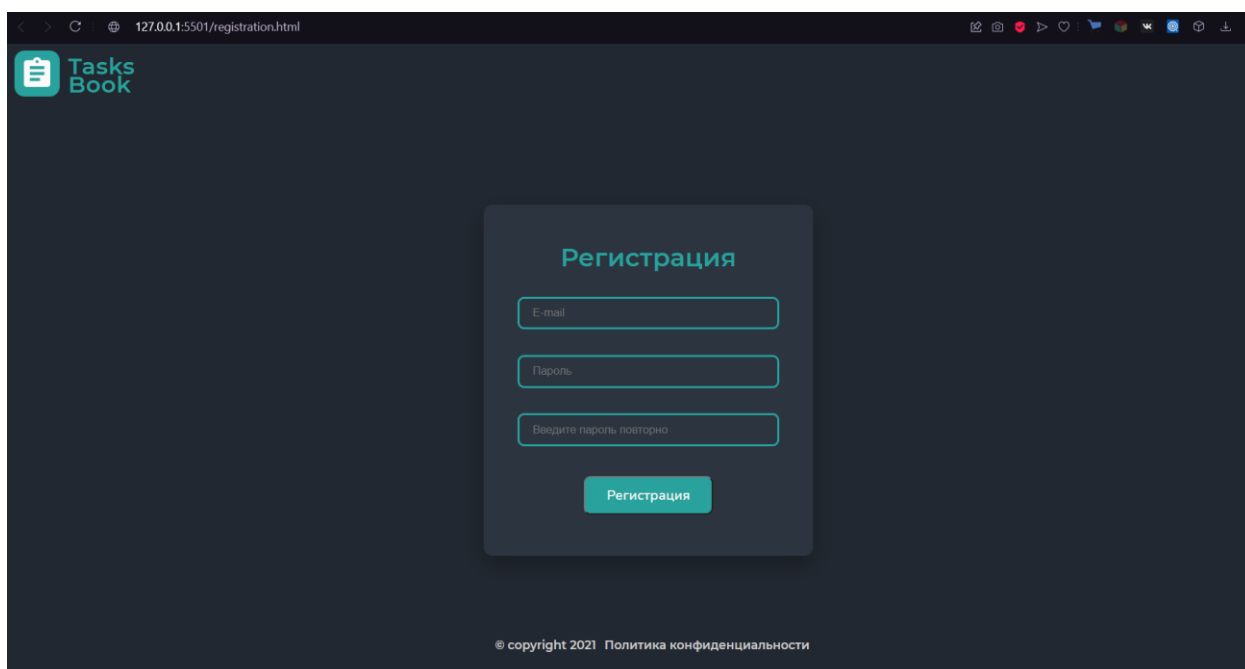 127.0.0.1:5501/registration.html
Tasks
Book
Регистрация
E-mail
Пароль
Введите пароль повторно
Регистрация
© copyright 2021 Политика конфиденциальности